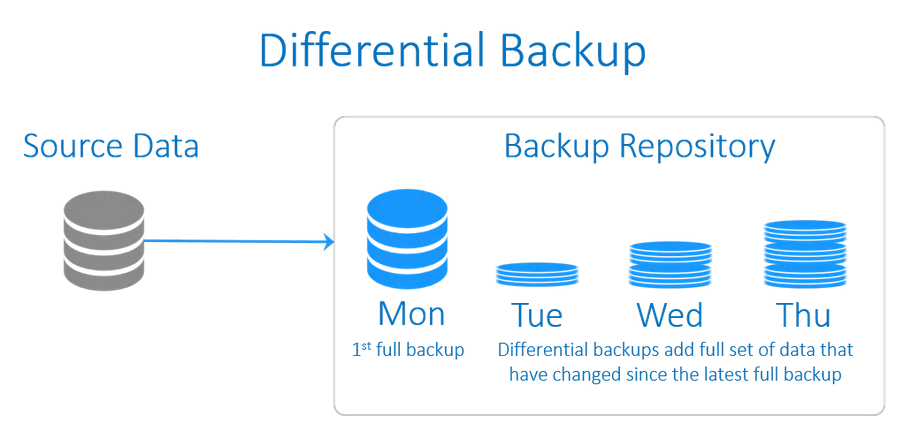 Differential Backup
Source Data
Backup Repository
Mon
Tue
Wed
Thu
1st full backup
Differential backups add full set of data that
have changed since the latest full backup